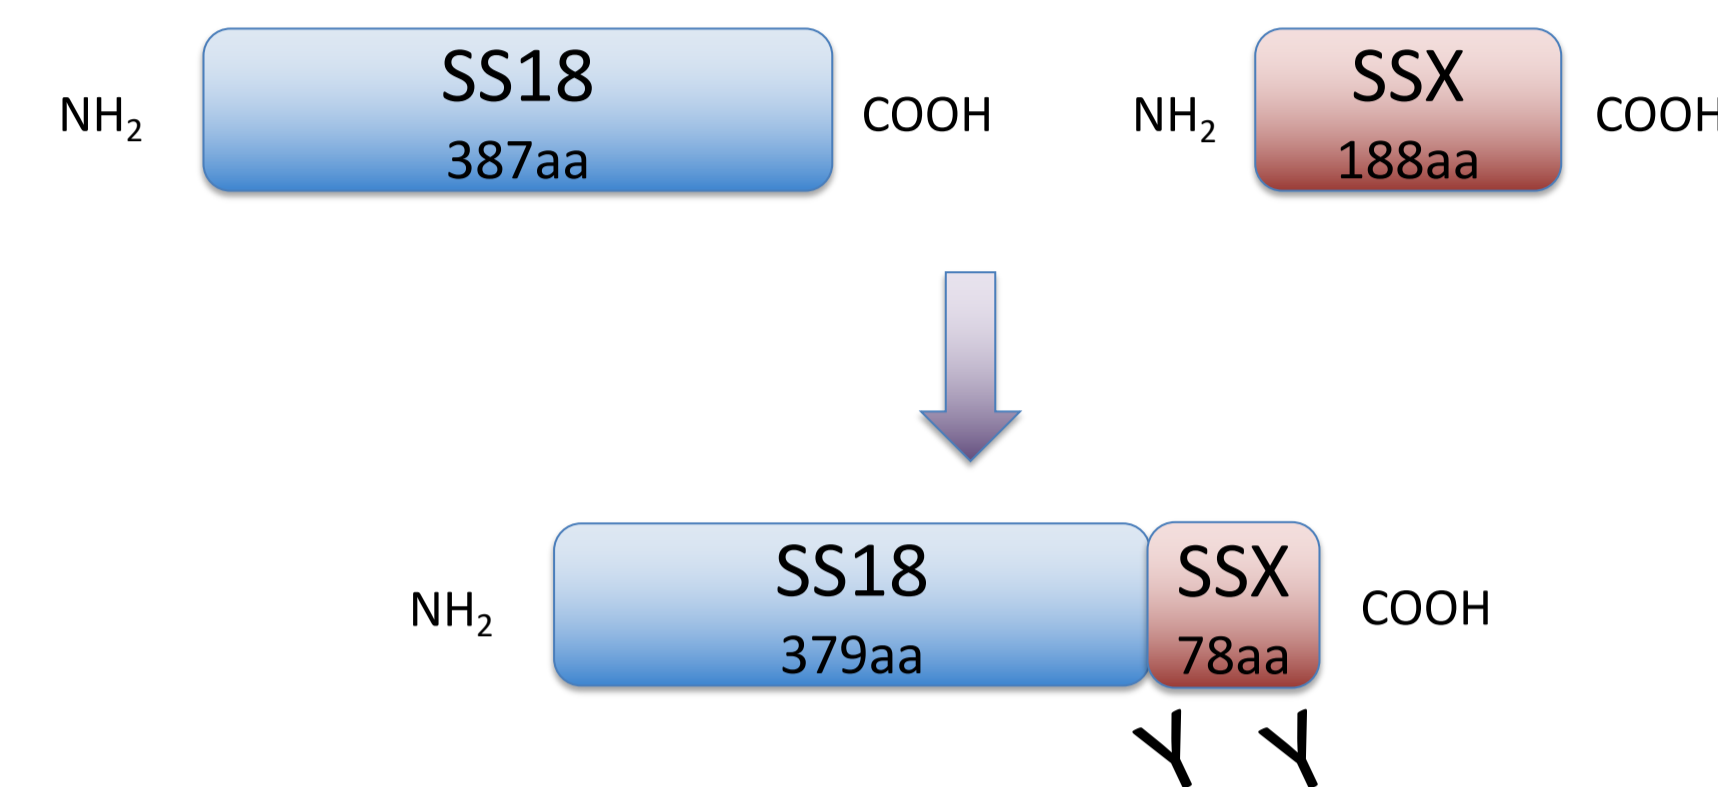 SS18
387aa
NH₂
COOH
SSX
188aa
NH₂
COOH
SS18
379aa
SSX
78aa
NH₂
COOH
Y Y